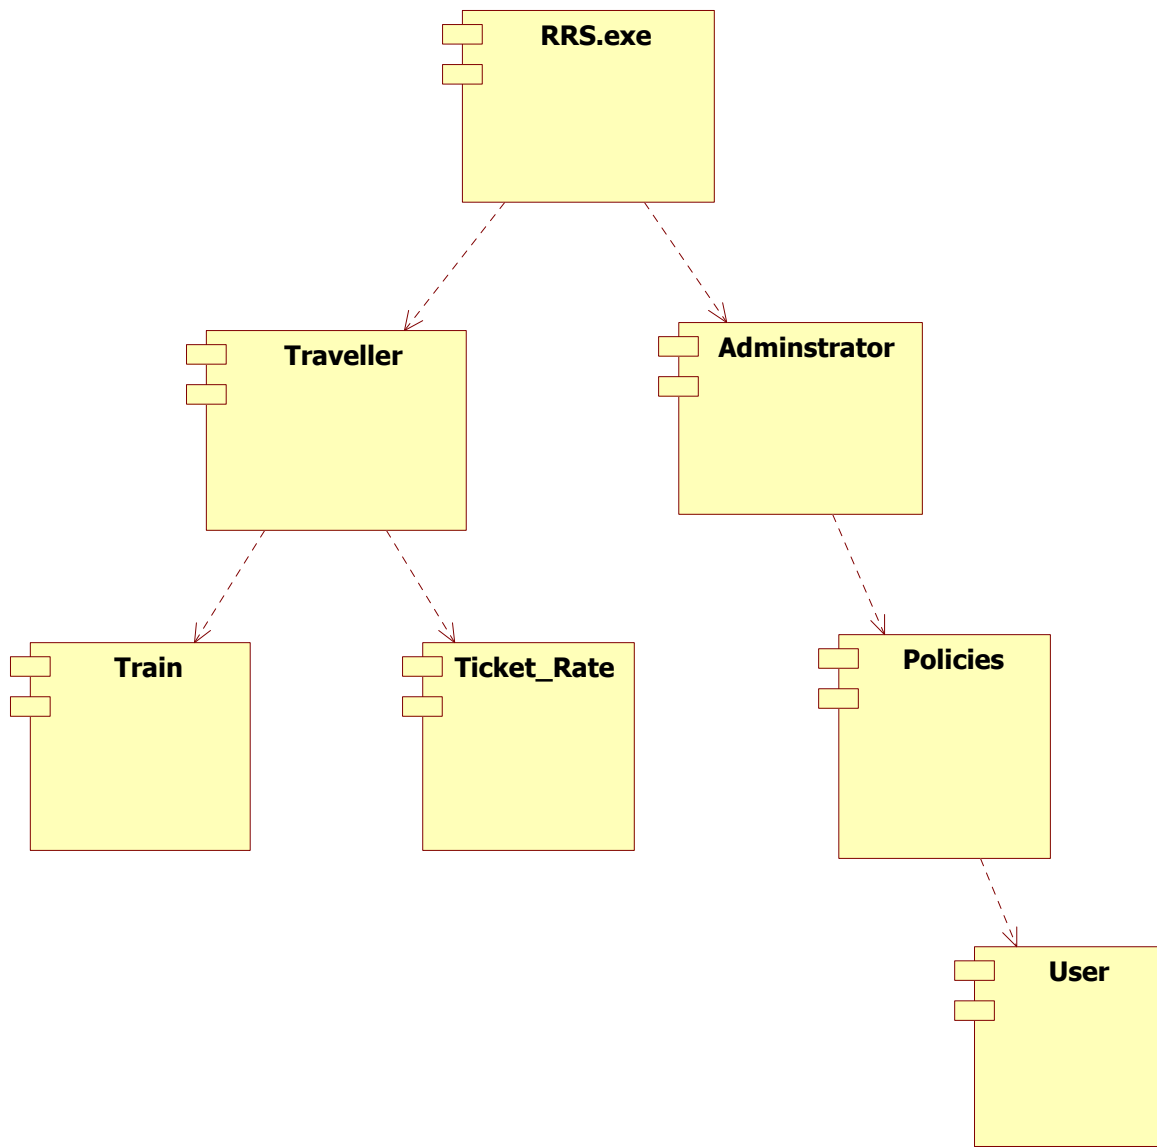 RRS.exe
Traveller
Adminstrator
Train
Ticket_Rate
Policies
User